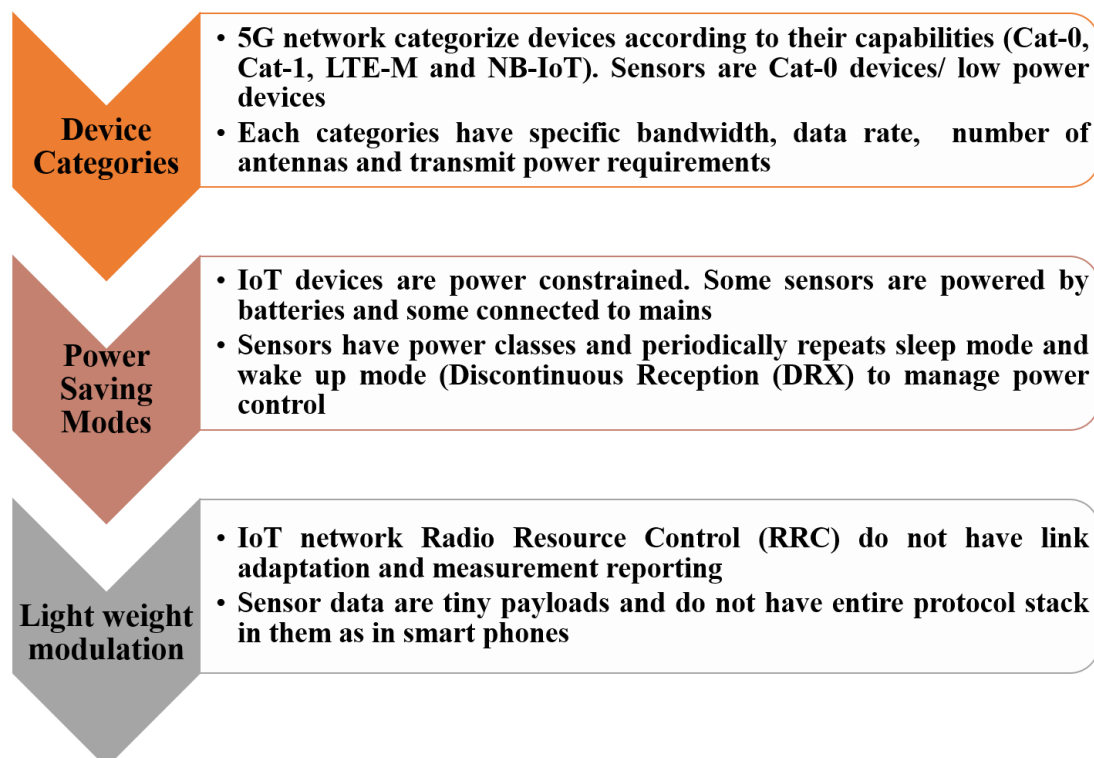 Device
Categories
• 5G network categorize devices according to their capabilities (Cat-0,
Cat-1, LTE-M and NB-IoT). Sensors are Cat-0 devices/ low power
devices
• Each categories have specific bandwidth, data rate, number of
antennas and transmit power requirements
Power
Saving
Modes
• IoT devices are power constrained. Some sensors are powered by
batteries and some connected to mains
• Sensors have power classes and periodically repeats sleep mode and
wake up mode (Discontinuous Reception (DRX) to manage power
control
Light weight
modulation
• IoT network Radio Resource Control (RRC) do not have link
adaptation and measurement reporting
• Sensor data are tiny payloads and do not have entire protocol stack
in them as in smart phones